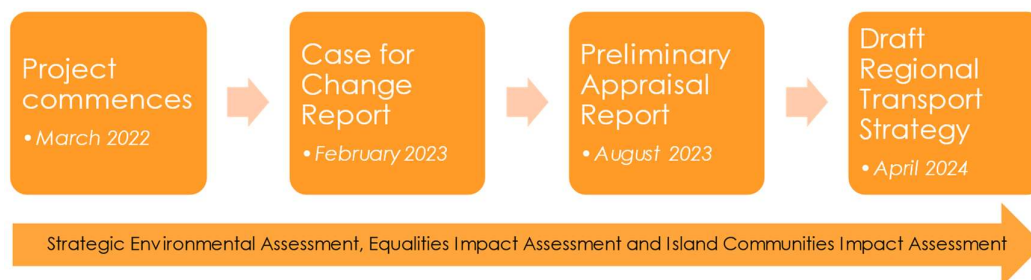 Project
commences
• March 2022
Case for
Change
Report
• February 2023
Preliminary
Appraisal
Report
• August 2023
Draft
Regional
Transport
Strategy
• April 2024
Strategic Environmental Assessment, Equalities Impact Assessment and Island Communities Impact Assessment